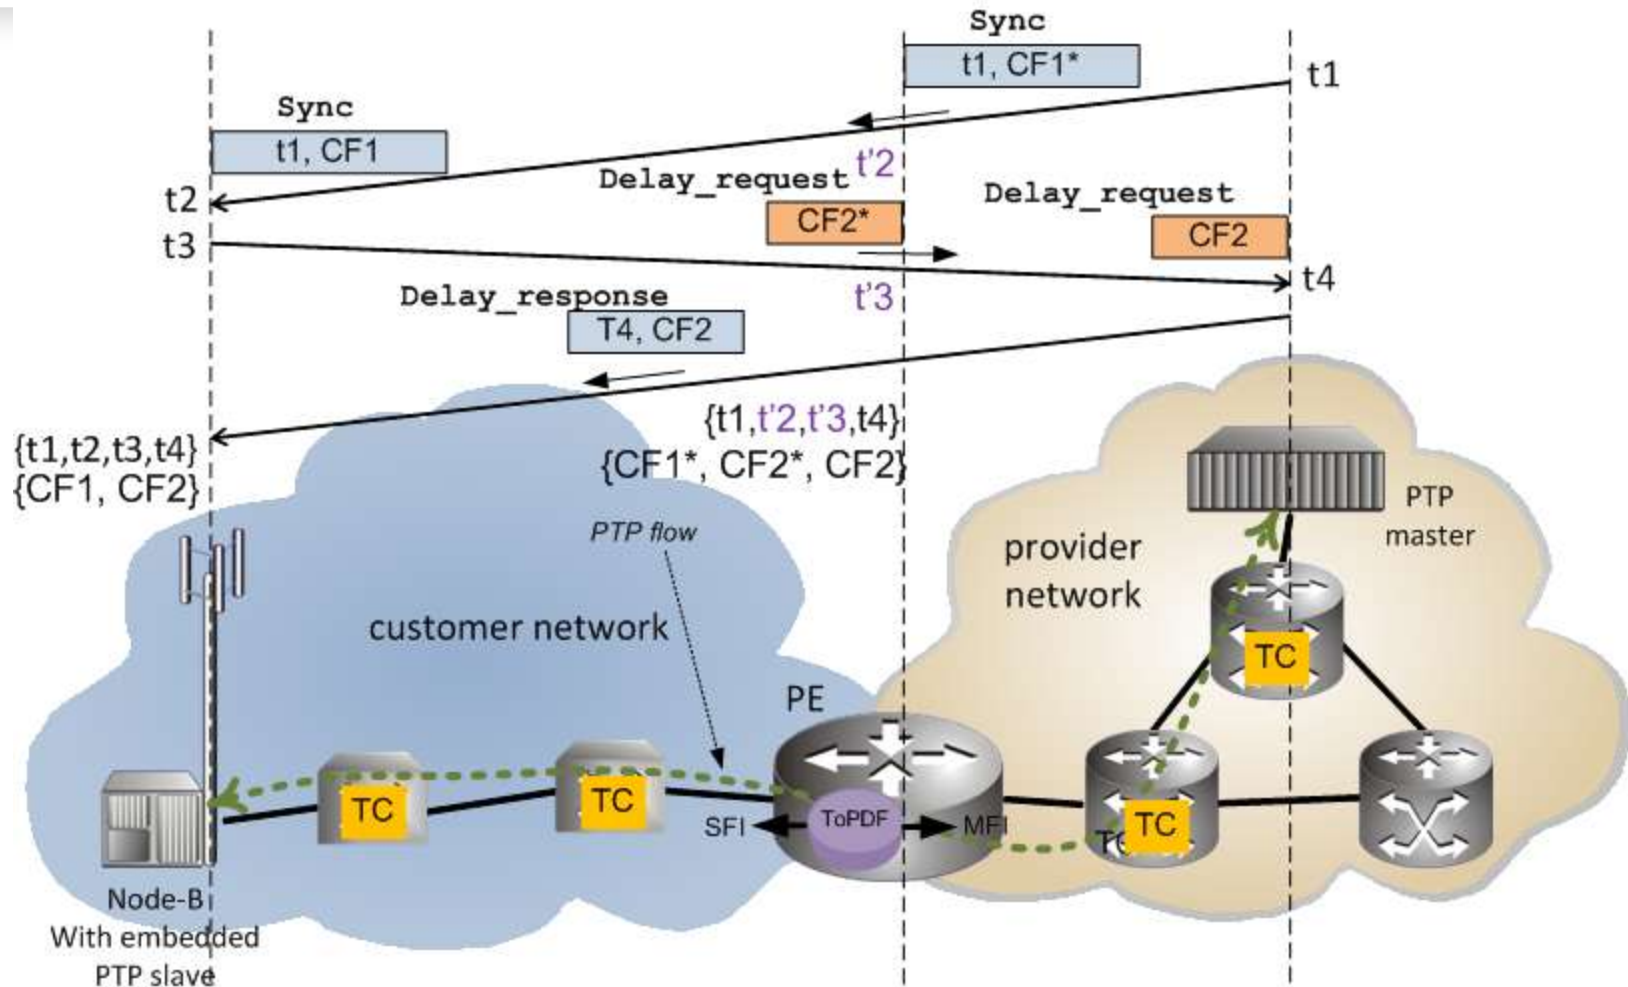 Sync
t1, CF1*
t1
Sync
t1, CF1
t'2
Delay_request
Delay_request
t2
CF2*
CF2
t3
t4
t'3
Delay_response
T4, CF2
{t1,t'2,t'3,t4}
{CF1*, CF2*, CF2}
{t1,t2,t3,t4}
{CF1, CF2}
PTP flow
PTP
master
provider
network
customer network
TC
PE
TC
TC
SFI
ToPDF
MFI
TC
TC
Node-B
With embedded
PTP slave